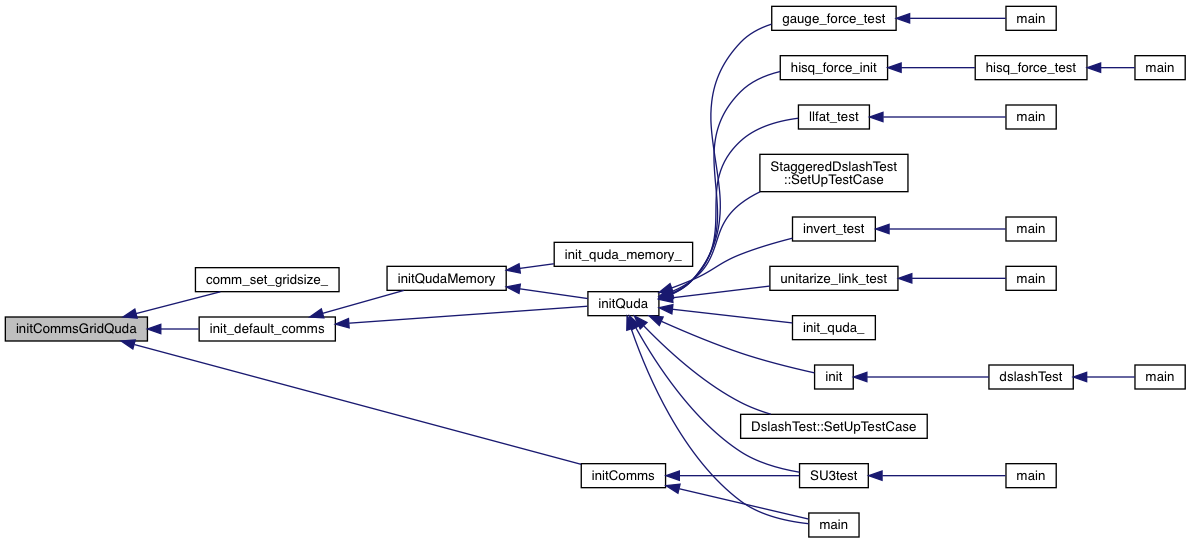 gauge_force_test
main
hisq_force_init
hisq_force_test
main
llfat_test
main
StaggeredDslashTest
::SetUpTestCase
invert_test
main
init_quda_memory_
comm_set_gridsize_
initQudaMemory
unitarize_link_test
main
initQuda
initCommsGridQuda
init_default_comms
init_quda_
init
dslashTest
main
DslashTest::SetUpTestCase
initComms
SU3test
main
main